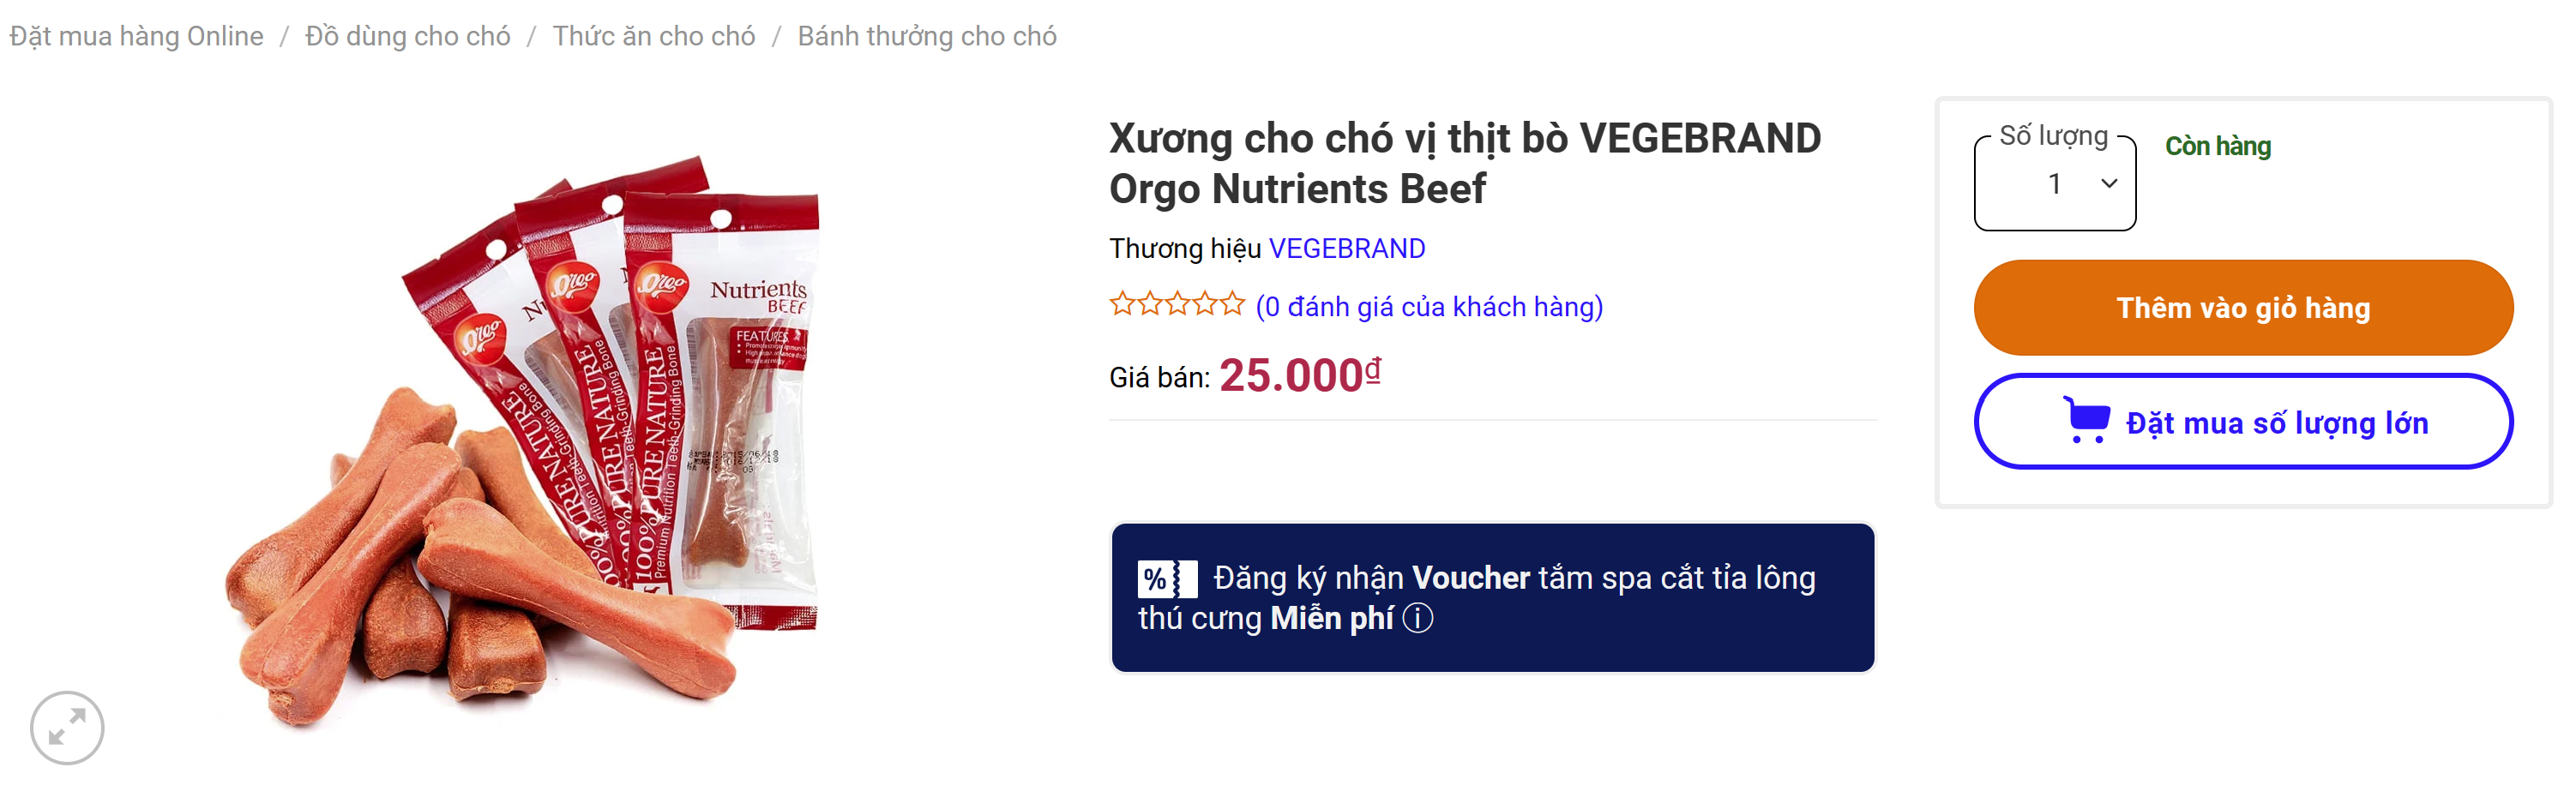 Đặt mua hàng Online / Đồ dùng cho chó / Thức ăn cho chó / Bánh thưởng cho chó
Orgo
Orgo
Orgo
Nutrients
BEEF
FEATURES
100% PURE NATURE
Premium Nutrition Teeth-Grinding Bone
Xương cho chó vị thịt bò VEGEBRAND
Orgo Nutrients Beef
Thương hiệu VEGEBRAND
(0 đánh giá của khách hàng)
Giá bán: 25.000₫
% Đăng ký nhận Voucher tắm spa cắt tỉa lông
thú cưng Miễn phí ⓘ
Số lượng
1
Còn hàng
Thêm vào giỏ hàng
Đặt mua số lượng lớn